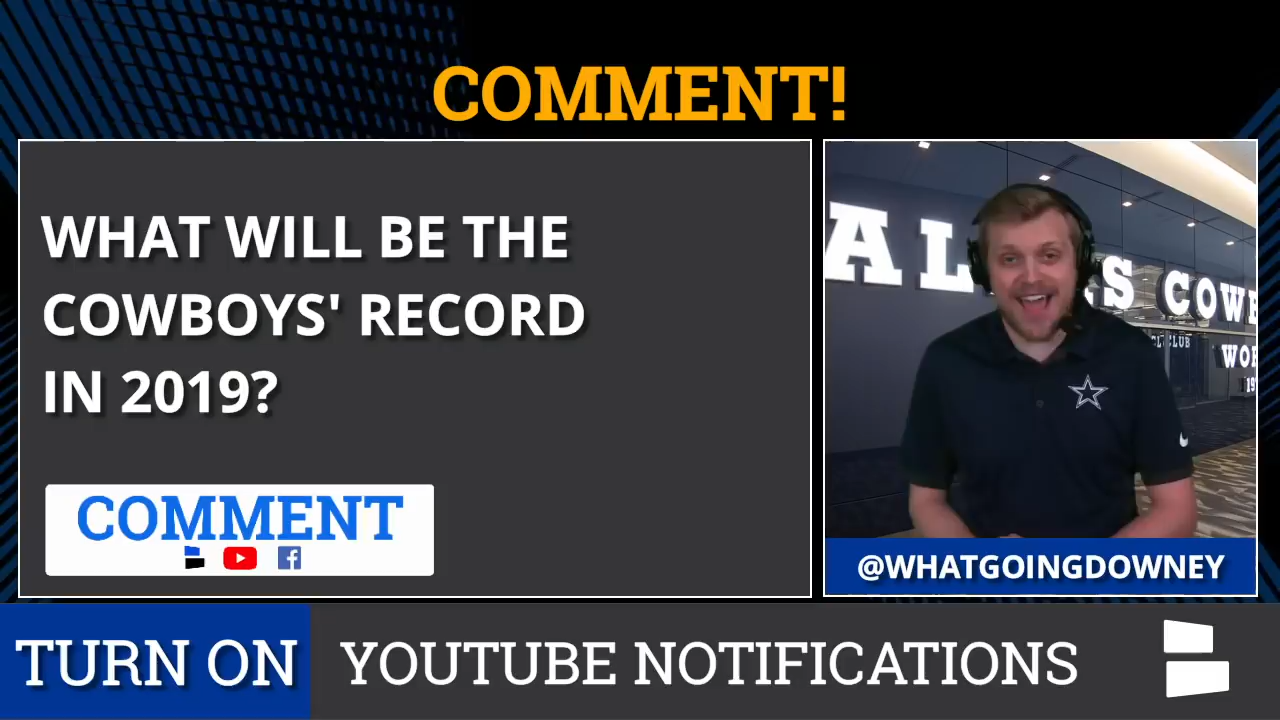 COMMENT!
WHAT WILL BE THE
COWBOYS' RECORD
IN 2019?
COMMENT
@WHATGOINGDOWNEY
TURN ON
YOUTUBE NOTIFICATIONS